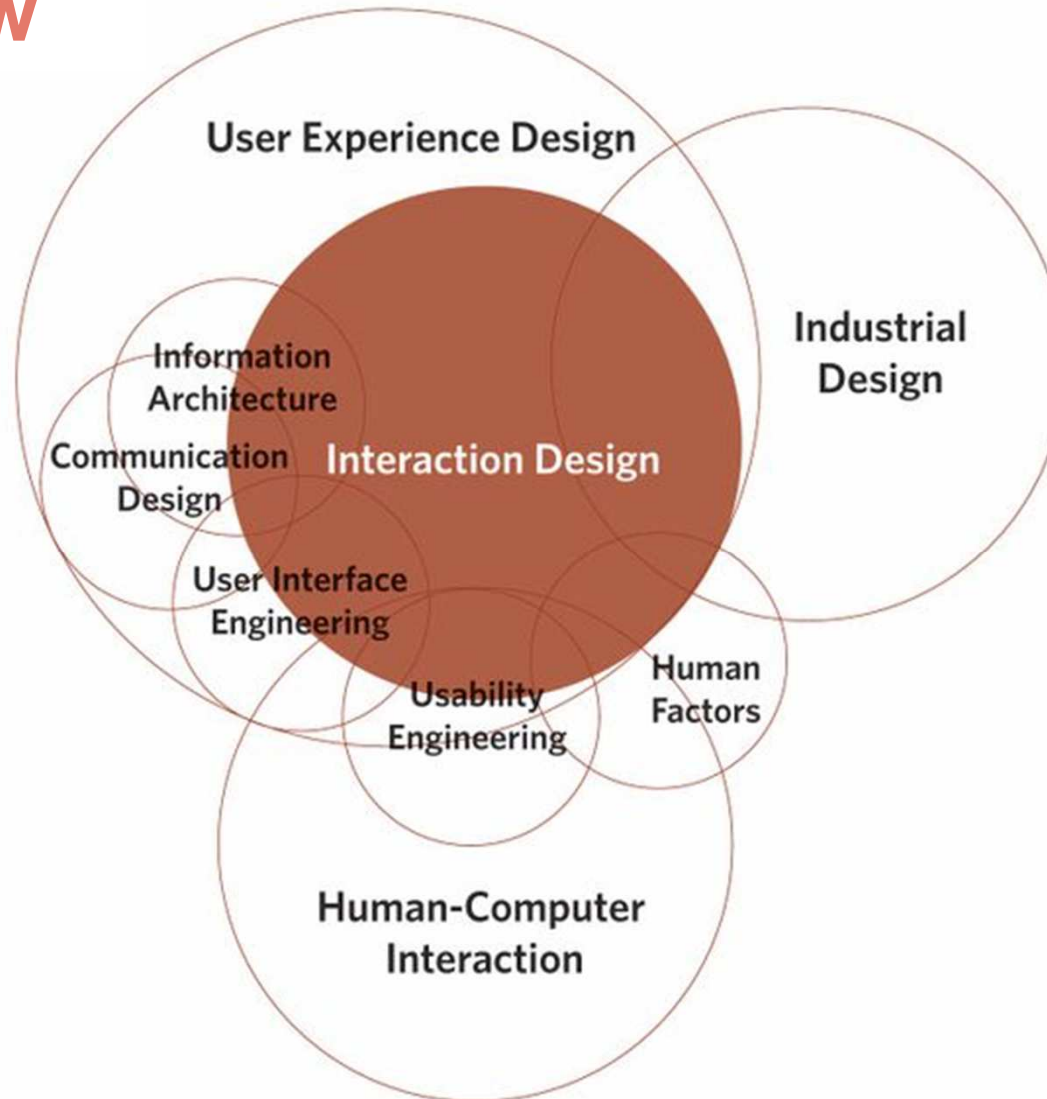 W
User Experience Design
Industrial
Design
Information
Architecture
Communication
Design
Interaction Design
User Interface
Engineering
Usability
Engineering
Human
Factors
Human-Computer
Interaction